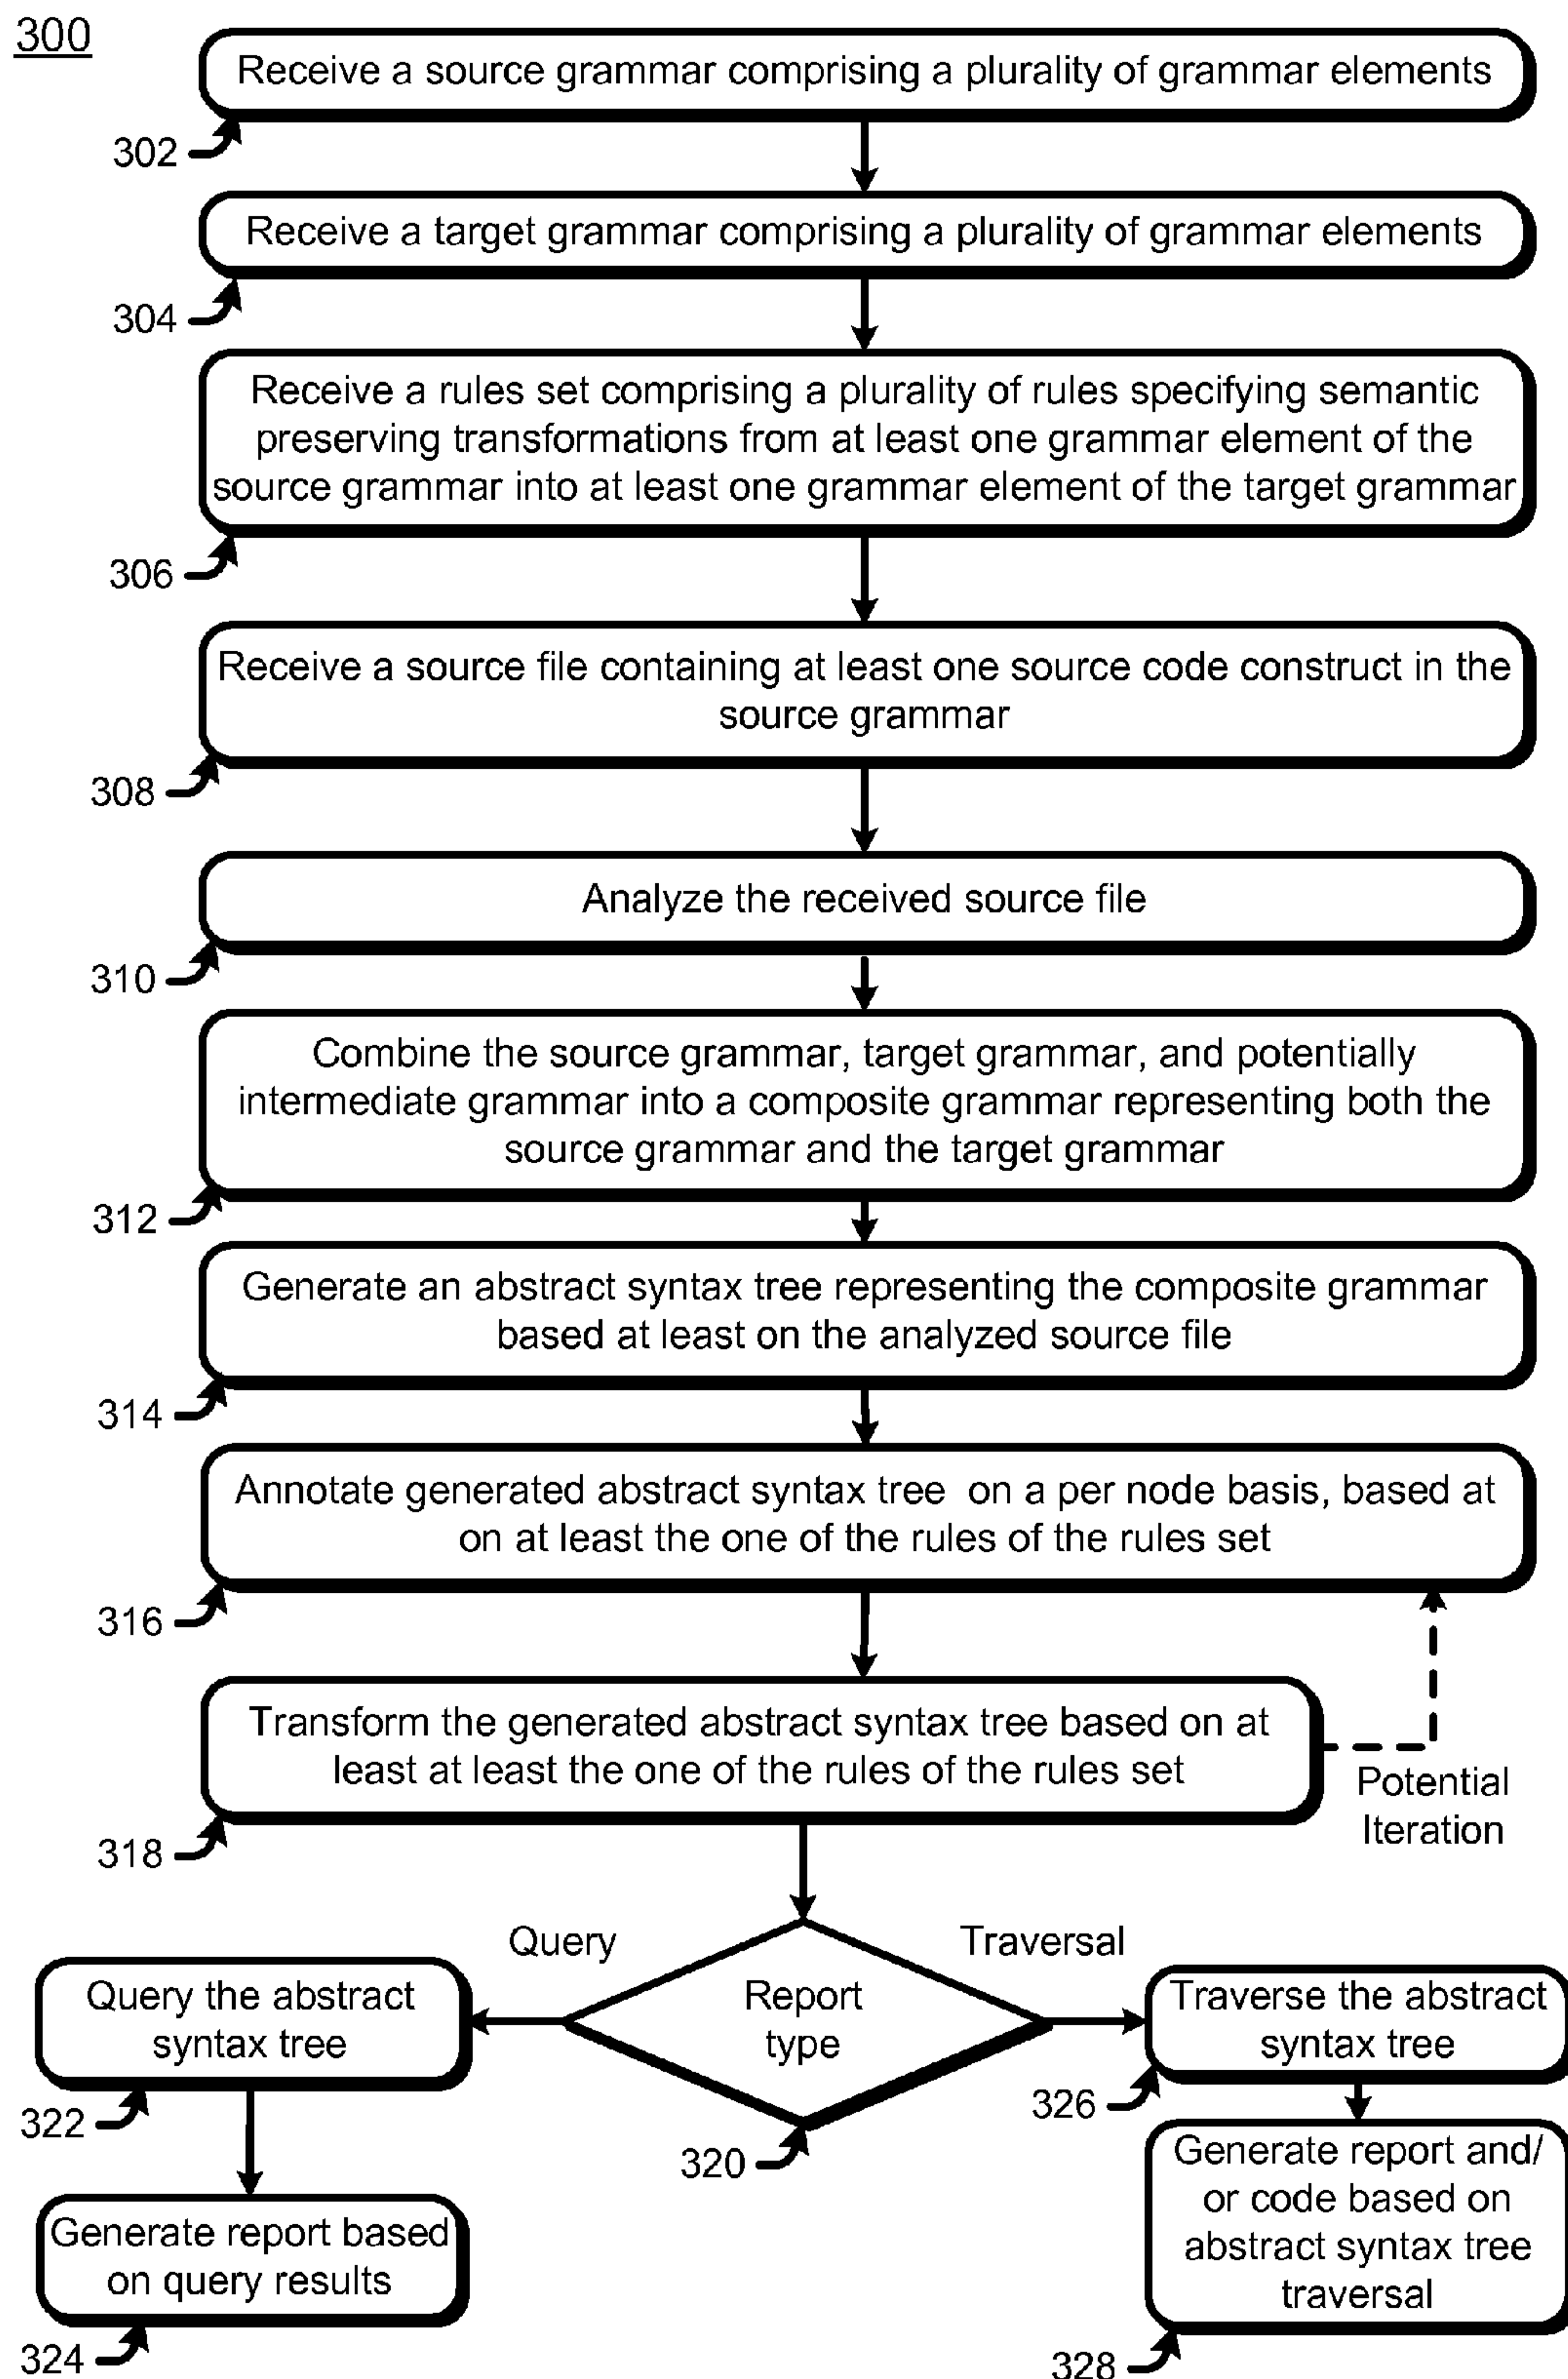 300
Receive a source grammar comprising a plurality of grammar elements
302
Receive a target grammar comprising a plurality of grammar elements
304
Receive a rules set comprising a plurality of rules specifying semantic
preserving transformations from at least one grammar element of the
source grammar into at least one grammar element of the target grammar
306
Receive a source file containing at least one source code construct in the
source grammar
308
Analyze the received source file
310
Combine the source grammar, target grammar, and potentially
intermediate grammar into a composite grammar representing both the
source grammar and the target grammar
312
Generate an abstract syntax tree representing the composite grammar
based at least on the analyzed source file
314
Annotate generated abstract syntax tree on a per node basis, based at
on at least the one of the rules of the rules set
316
Transform the generated abstract syntax tree based on at
least at least the one of the rules of the rules set
318
Potential
Iteration
Query
Traversal
Report
type
320
Query the abstract
syntax tree
322
Generate report based
on query results
324
Traverse the abstract
syntax tree
326
Generate report and/
or code based on
abstract syntax tree
traversal
328